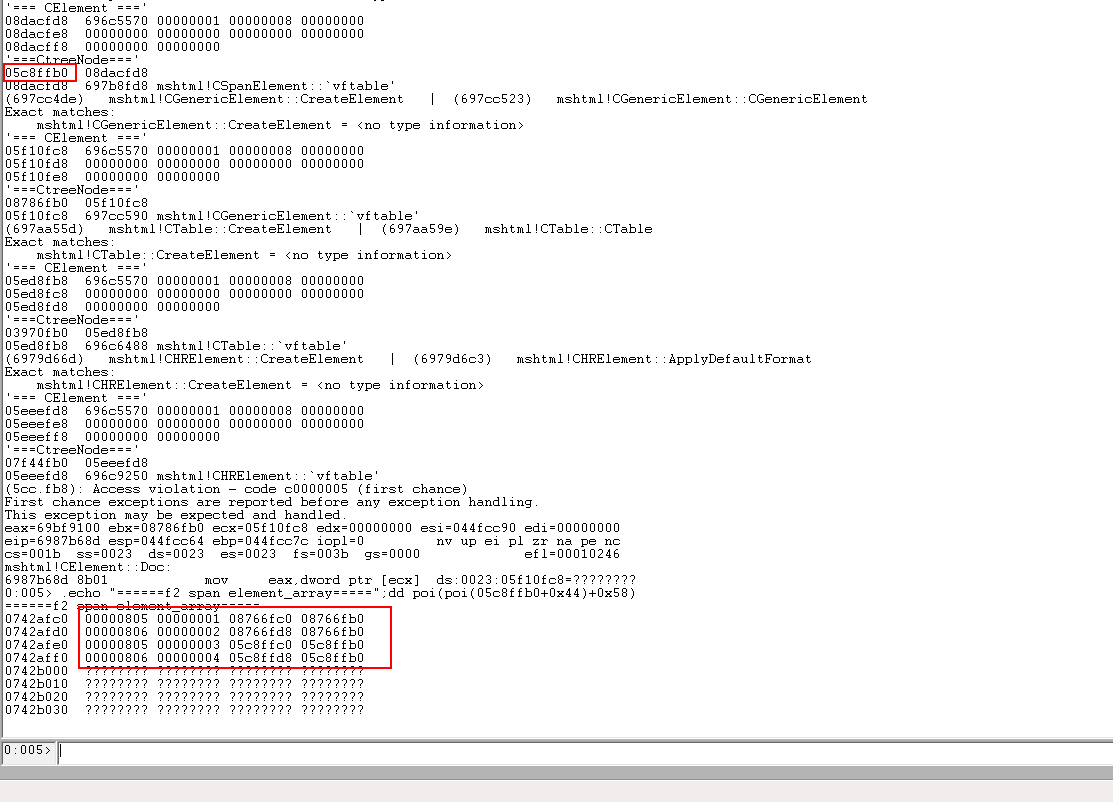 '=== CElement ==='
08dacfd8  696c5570 00000001 00000008 00000000
08dacfe8  00000000 00000000 00000000 00000000
08dacff8  00000000 00000000
'===CtreeNode==='
05c8ffb0  08dacfd8
08dacfd8  697b8fd8 mshtml!CSpanElement::`vftable'
(697cc4de)   mshtml!CGenericElement::CreateElement   |  (697cc523)   mshtml!CGenericElement::CGenericElement
Exact matches:
    mshtml!CGenericElement::CreateElement = <no type information>
'=== CElement ==='
05f10fc8  696c5570 00000001 00000008 00000000
05f10fd8  00000000 00000000 00000000 00000000
05f10fe8  00000000 00000000
'===CtreeNode==='
08786fb0  05f10fc8
05f10fc8  697cc590 mshtml!CGenericElement::`vftable'
(697aa55d)   mshtml!CTable::CreateElement   |  (697aa59e)   mshtml!CTable::CTable
Exact matches:
    mshtml!CTable::CreateElement = <no type information>
'=== CElement ==='
05ed8fb8  696c5570 00000001 00000008 00000000
05ed8fc8  00000000 00000000 00000000 00000000
05ed8fd8  00000000 00000000
'===CtreeNode==='
03970fb0  05ed8fb8
05ed8fb8  696c6488 mshtml!CTable::`vftable'
(6979d66d)   mshtml!CHRElement::CreateElement   |  (6979d6c3)   mshtml!CHRElement::ApplyDefaultFormat
Exact matches:
    mshtml!CHRElement::CreateElement = <no type information>
'=== CElement ==='
05eeefd8  696c5570 00000001 00000008 00000000
05eeefe8  00000000 00000000 00000000 00000000
05eeeff8  00000000 00000000
'===CtreeNode==='
07f44fb0  05eeefd8
05eeefd8  696c9250 mshtml!CHRElement::`vftable'
(5cc.fb8): Access violation - code c0000005 (first chance)
First chance exceptions are reported before any exception handling.
This exception may be expected and handled.
eax=69bf9100 ebx=08786fb0 ecx=05f10fc8 edx=00000000 esi=044fcc90 edi=00000000
eip=6987b68d esp=044fcc64 ebp=044fcc7c iopl=0         nv up ei pl zr na pe nc
cs=001b  ss=0023  ds=0023  es=0023  fs=003b  gs=0000             efl=00010246
mshtml!CElement::Doc:
6987b68d 8b01            mov     eax,dword ptr [ecx]  ds:0023:05f10fc8=????????
0:005> .echo "======f2 span element_array=====";dd poi(poi(05c8ffb0+0x44)+0x58)
======f2 span element_array=====
0742afc0  00000805 00000001 08766fc0 08766fb0
0742afd0  00000806 00000002 08766fd8 08766fb0
0742afe0  00000805 00000003 05c8ffc0 05c8ffb0
0742aff0  00000806 00000004 05c8ffd8 05c8ffb0
0742b000  ???????? ???????? ???????? ????????
0742b010  ???????? ???????? ???????? ????????
0742b020  ???????? ???????? ???????? ????????
0742b030  ???????? ???????? ???????? ????????
0:005>